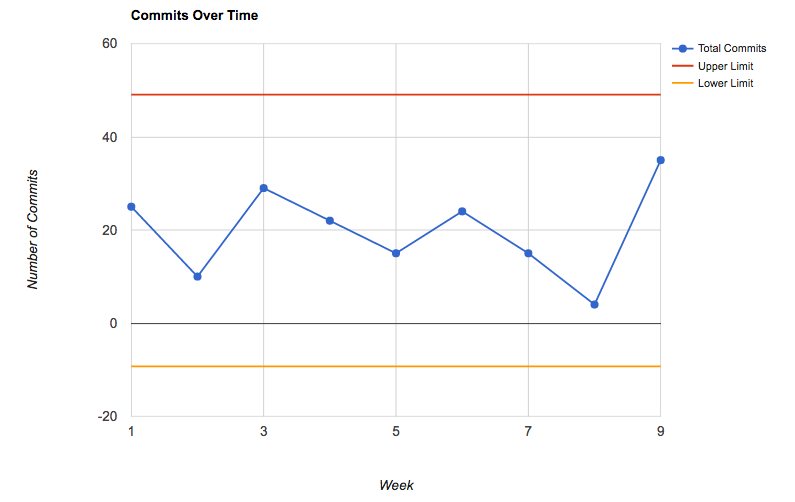 Commits Over Time
60
40
20
0
-20
1 3 5 7 9
Number of Commits
Week
Total Commits
Upper Limit
Lower Limit